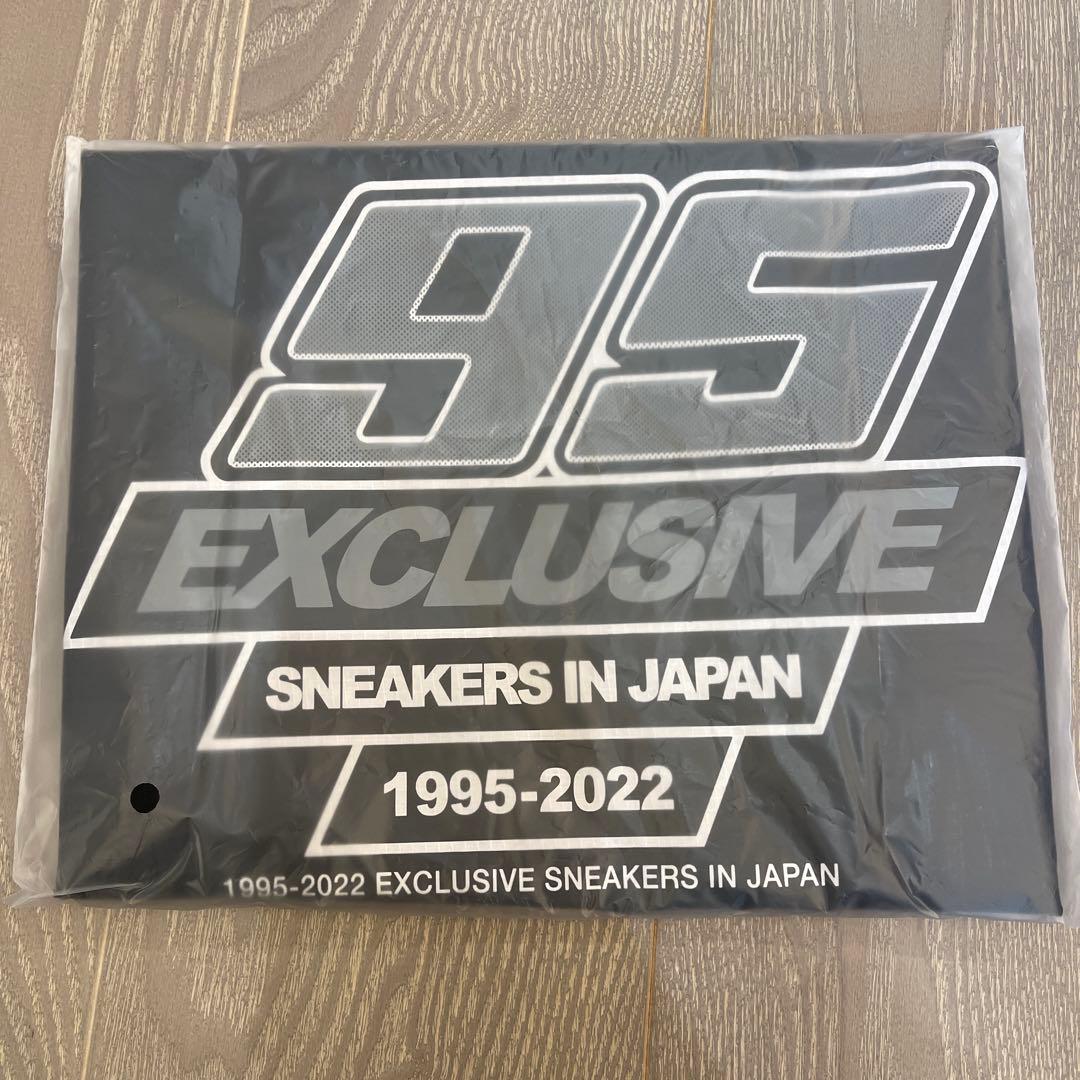 95
EXCLUSIVE
SNEAKERS IN JAPAN
1995-2022
1995-2022 EXCLUSIVE SNEAKERS IN JAPAN